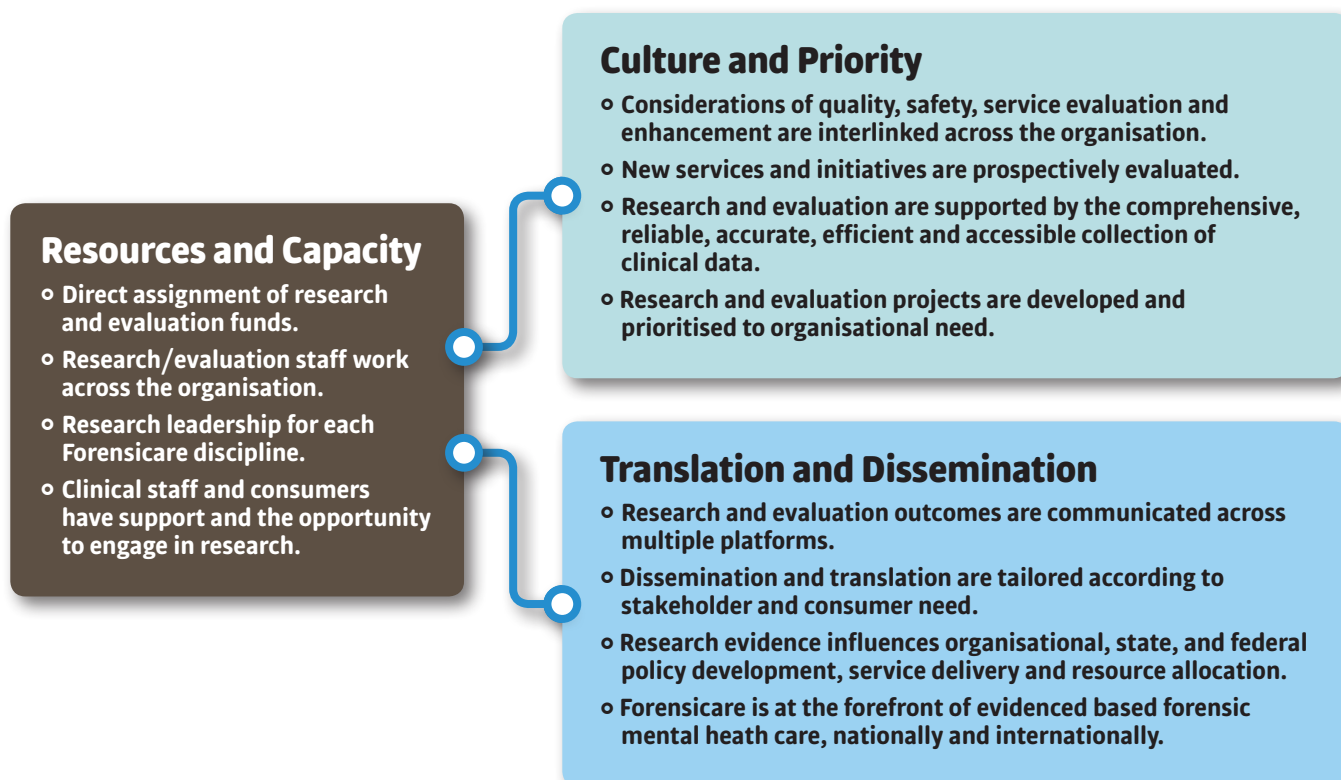 Resources and Capacity
○ Direct assignment of research
and evaluation funds.
○ Research/evaluation staff work
across the organisation.
○ Research leadership for each
Forensicare discipline.
○ Clinical staff and consumers
have support and the opportunity
to engage in research.
Culture and Priority
○ Considerations of quality, safety, service evaluation and
enhancement are interlinked across the organisation.
○ New services and initiatives are prospectively evaluated.
○ Research and evaluation are supported by the comprehensive,
reliable, accurate, efficient and accessible collection of
clinical data.
○ Research and evaluation projects are developed and
prioritised to organisational need.
Translation and Dissemination
○ Research and evaluation outcomes are communicated across
multiple platforms.
○ Dissemination and translation are tailored according to
stakeholder and consumer need.
○ Research evidence influences organisational, state, and federal
policy development, service delivery and resource allocation.
○ Forensicare is at the forefront of evidenced based forensic
mental heath care, nationally and internationally.